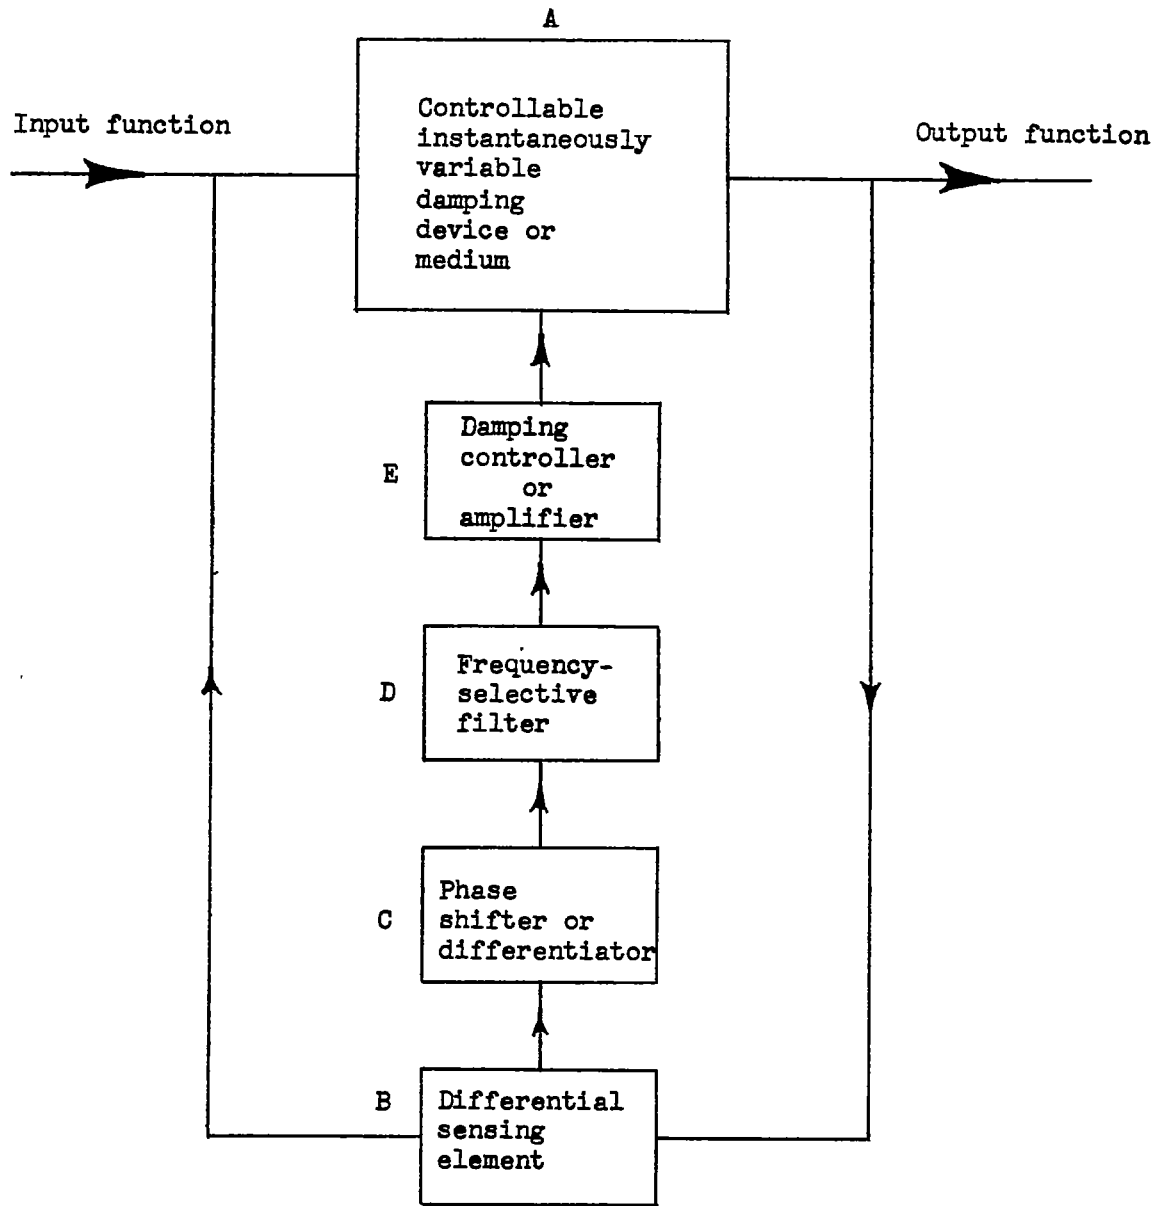 A
Input function
Controllable
instantaneously
variable
damping
device or
medium
Output function
E
Damping
controller
or
amplifier
D
Frequency-
selective
filter
C
Phase
shifter or
differentiator
B
Differential
sensing
element